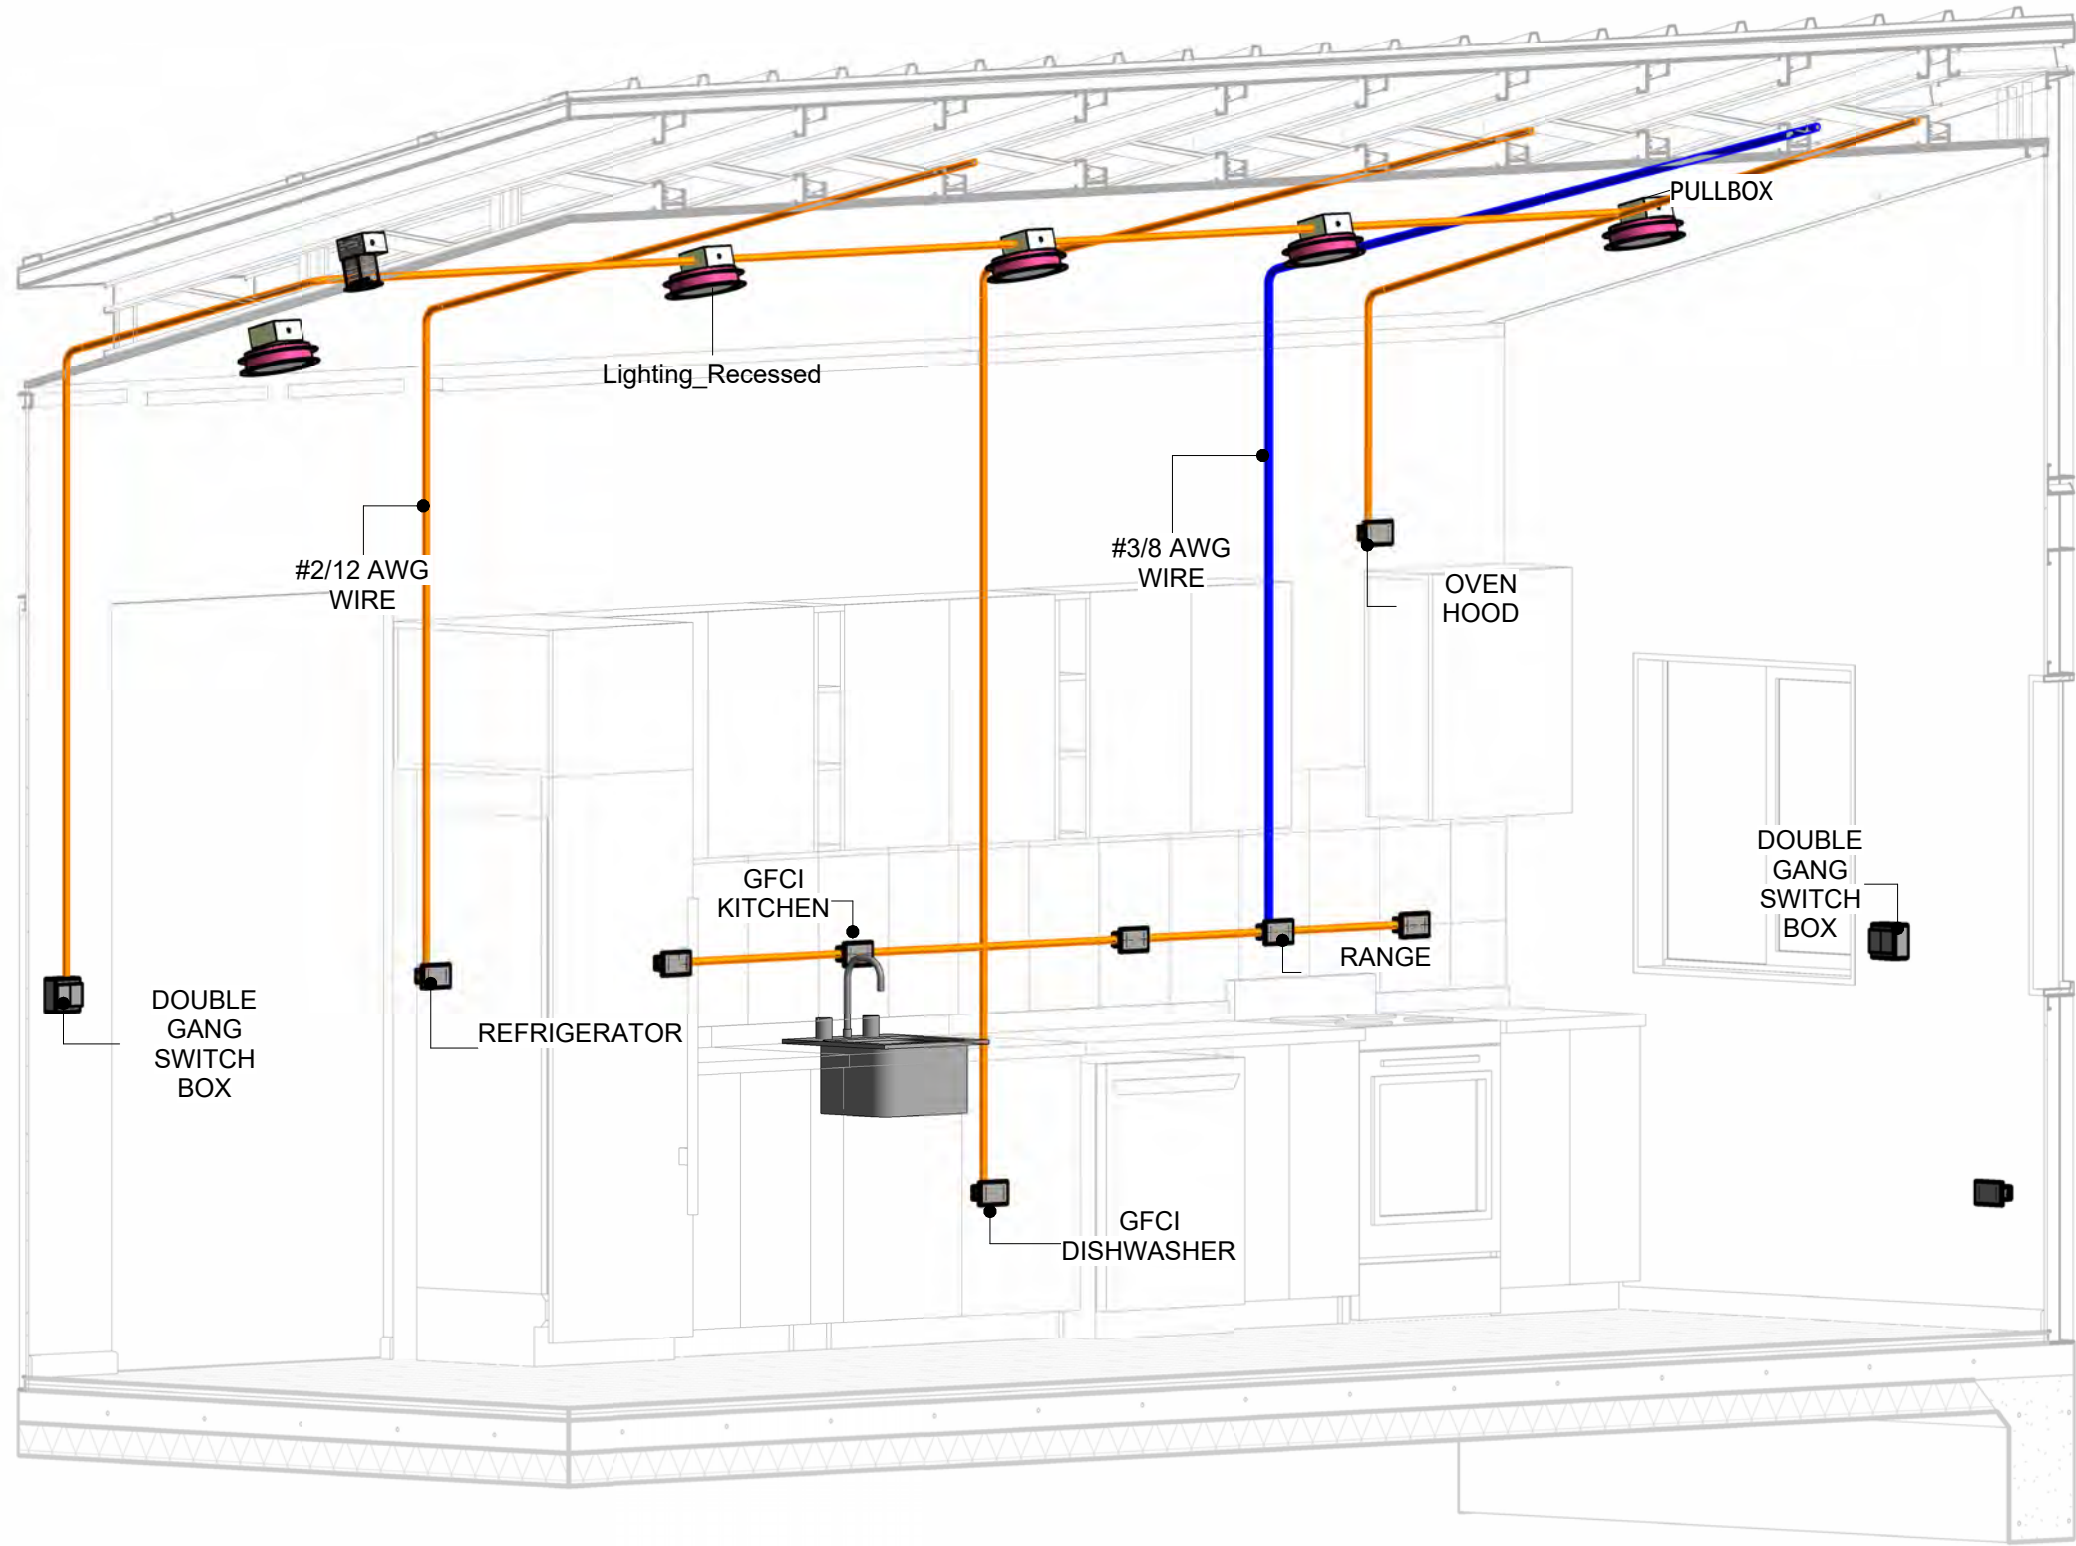 PULLBOX
Lighting_Recessed
#2/12 AWG
WIRE
#3/8 AWG
WIRE
OVEN
HOOD
DOUBLE
GANG
SWITCH
BOX
GFCI
KITCHEN
RANGE
DOUBLE
GANG
SWITCH
BOX
REFRIGERATOR
GFCI
DISHWASHER